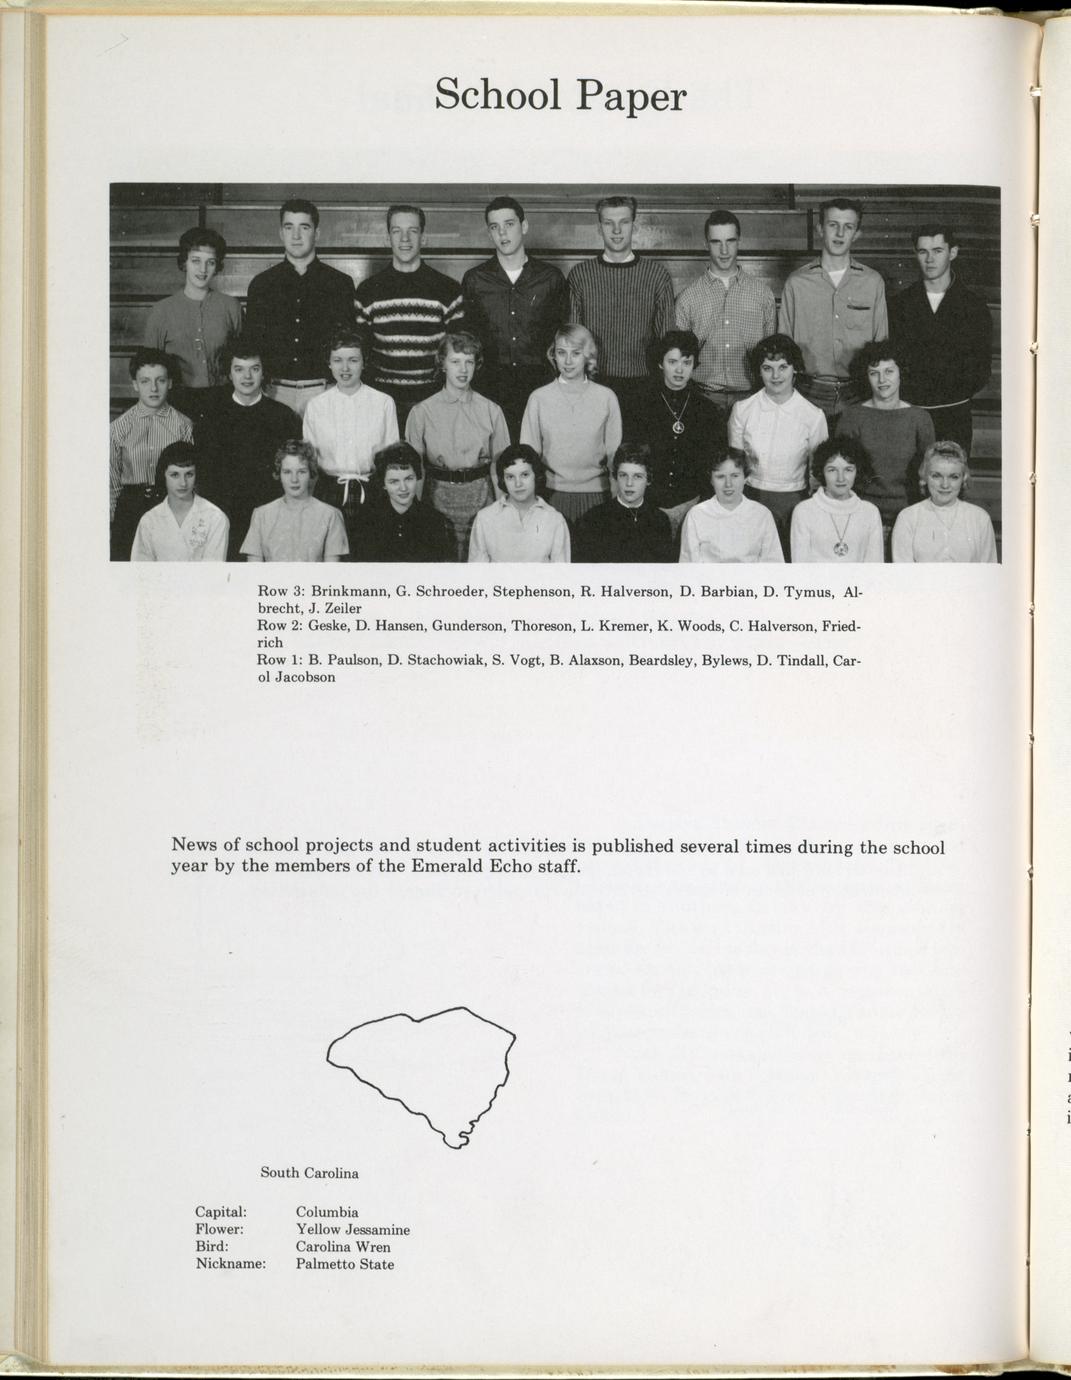 School Paper
Row 3: Brinkmann, G. Schroeder, Stephenson, R. Halverson, D. Barbian, D. Tymus, Al-
brecht, J. Zeiler
Row 2: Geske, D. Hansen, Gunderson, Thoreson, L. Kremer, K. Woods, C. Halverson, Fried-
rich
Row 1: B. Paulson, D. Stachowiak, S. Vogt, B. Alaxson, Beardsley, Bylews, D. Tindall, Car-
ol Jacobson
News of school projects and student activities is published several times during the school
year by the members of the Emerald Echo staff.
South Carolina
Capital: Columbia
Flower: Yellow Jessamine
Bird: Carolina Wren
Nickname: Palmetto State